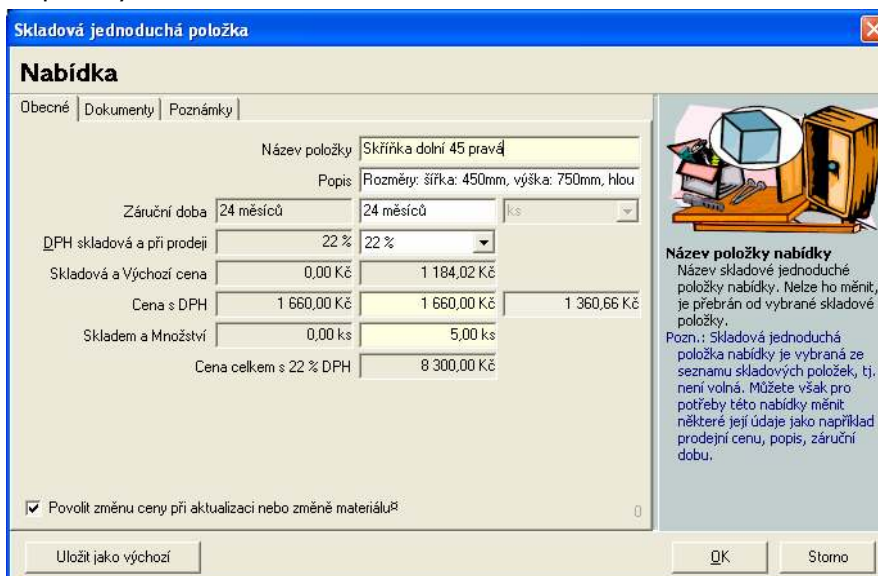 Skladová jednoduchá položka
Nabídka
Obecné Dokumenty Poznámky
Název položky Skříňka dolní 45 pravá
Popis Rozměry: šířka: 450mm, výška: 750mm, hlou
Záruční doba 24 měsíců 24 měsíců ks
DPH skladová a při prodeji 22 % 22 %
Skladová a Výchozí cena 0,00 Kč 1 184,02 Kč
Cena s DPH 1 660,00 Kč 1 660,00 Kč 1 360,66 Kč
Skladem a Množství 0,00 ks 5,00 ks
Cena celkem s 22 % DPH 8 300,00 Kč
Povolit změnu ceny při aktualizaci nebo změně materiálu¤
0
Uložit jako výchozí
Název položky nabídky
Název skladové jednoduché
položky nabídky. Nelze ho měnit,
je přebrán od vybrané skladové
položky.
Pozn.: Skladová jednoduchá
položka nabídky je vybraná ze
seznamu skladových položek, tj.
není volná. Můžete však pro
potřeby této nabídky měnit
některé její údaje jako například
prodejní cenu, popis, záruční
dobu.
OK Storno